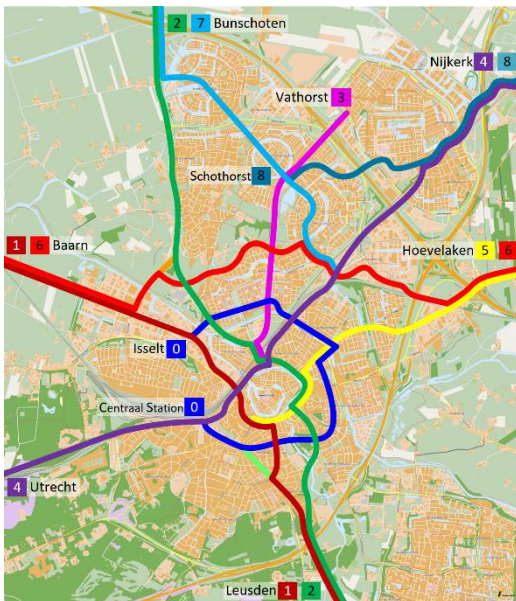 2 7 Bunschoten
Nijkerk 4 8
Vathorst 3
Schothorst 8
1 6 Baarn
Hoevelaken 5 6
Isselt 0
Centraal Station 0
4 Utrecht
Leusden 1 2